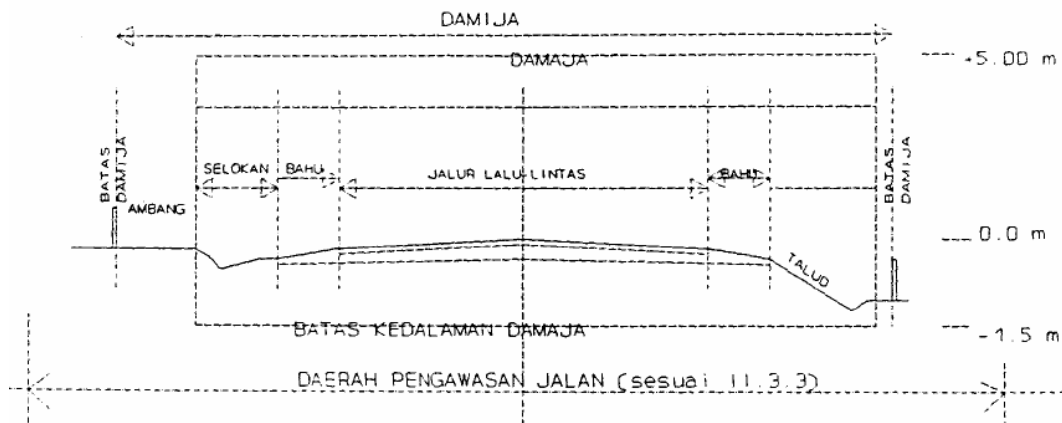 DAMIJA
DAMAJA
+5.00 m
BATAS DAMIJA
SELOKAN
BAHU
JALUR LALU-LINTAS
BAHU
BATAS DAMIJA
AMBANG
0.0 m
TALUD
BATAS KEDALAMAN DAMAJA
-1.5 m
DAERAH PENGAWASAN JALAN (sesuai II.3.3)